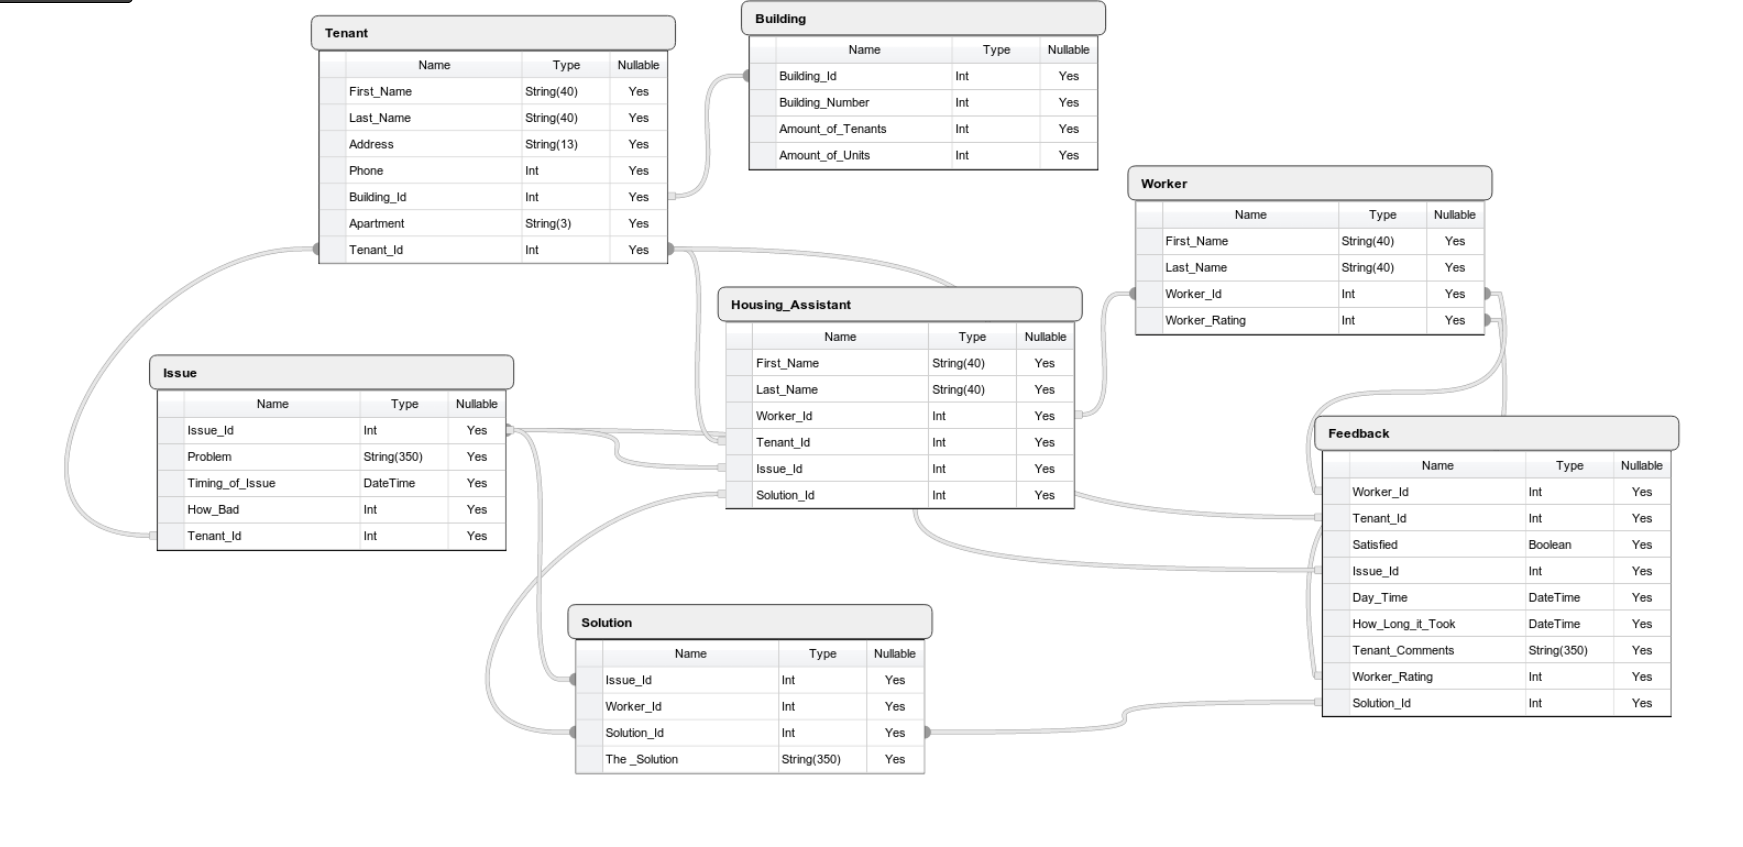 Tenant
Name Type Nullable
First_Name String(40) Yes
Last_Name String(40) Yes
Address String(13) Yes
Phone Int Yes
Building_Id Int Yes
Apartment String(3) Yes
Tenant_Id Int Yes
Building
Name Type Nullable
Building_Id Int Yes
Building_Number Int Yes
Amount_of_Tenants Int Yes
Amount_of_Units Int Yes
Worker
Name Type Nullable
First_Name String(40) Yes
Last_Name String(40) Yes
Worker_Id Int Yes
Worker_Rating Int Yes
Housing_Assistant
Name Type Nullable
First_Name String(40) Yes
Last_Name String(40) Yes
Worker_Id Int Yes
Tenant_Id Int Yes
Issue_Id Int Yes
Solution_Id Int Yes
Issue
Name Type Nullable
Issue_Id Int Yes
Problem String(350) Yes
Timing_of_Issue DateTime Yes
How_Bad Int Yes
Tenant_Id Int Yes
Feedback
Name Type Nullable
Worker_Id Int Yes
Tenant_Id Int Yes
Satisfied Boolean Yes
Issue_Id Int Yes
Day_Time DateTime Yes
How_Long_it_Took DateTime Yes
Tenant_Comments String(350) Yes
Worker_Rating Int Yes
Solution_Id Int Yes
Solution
Name Type Nullable
Issue_Id Int Yes
Worker_Id Int Yes
Solution_Id Int Yes
The _Solution String(350) Yes